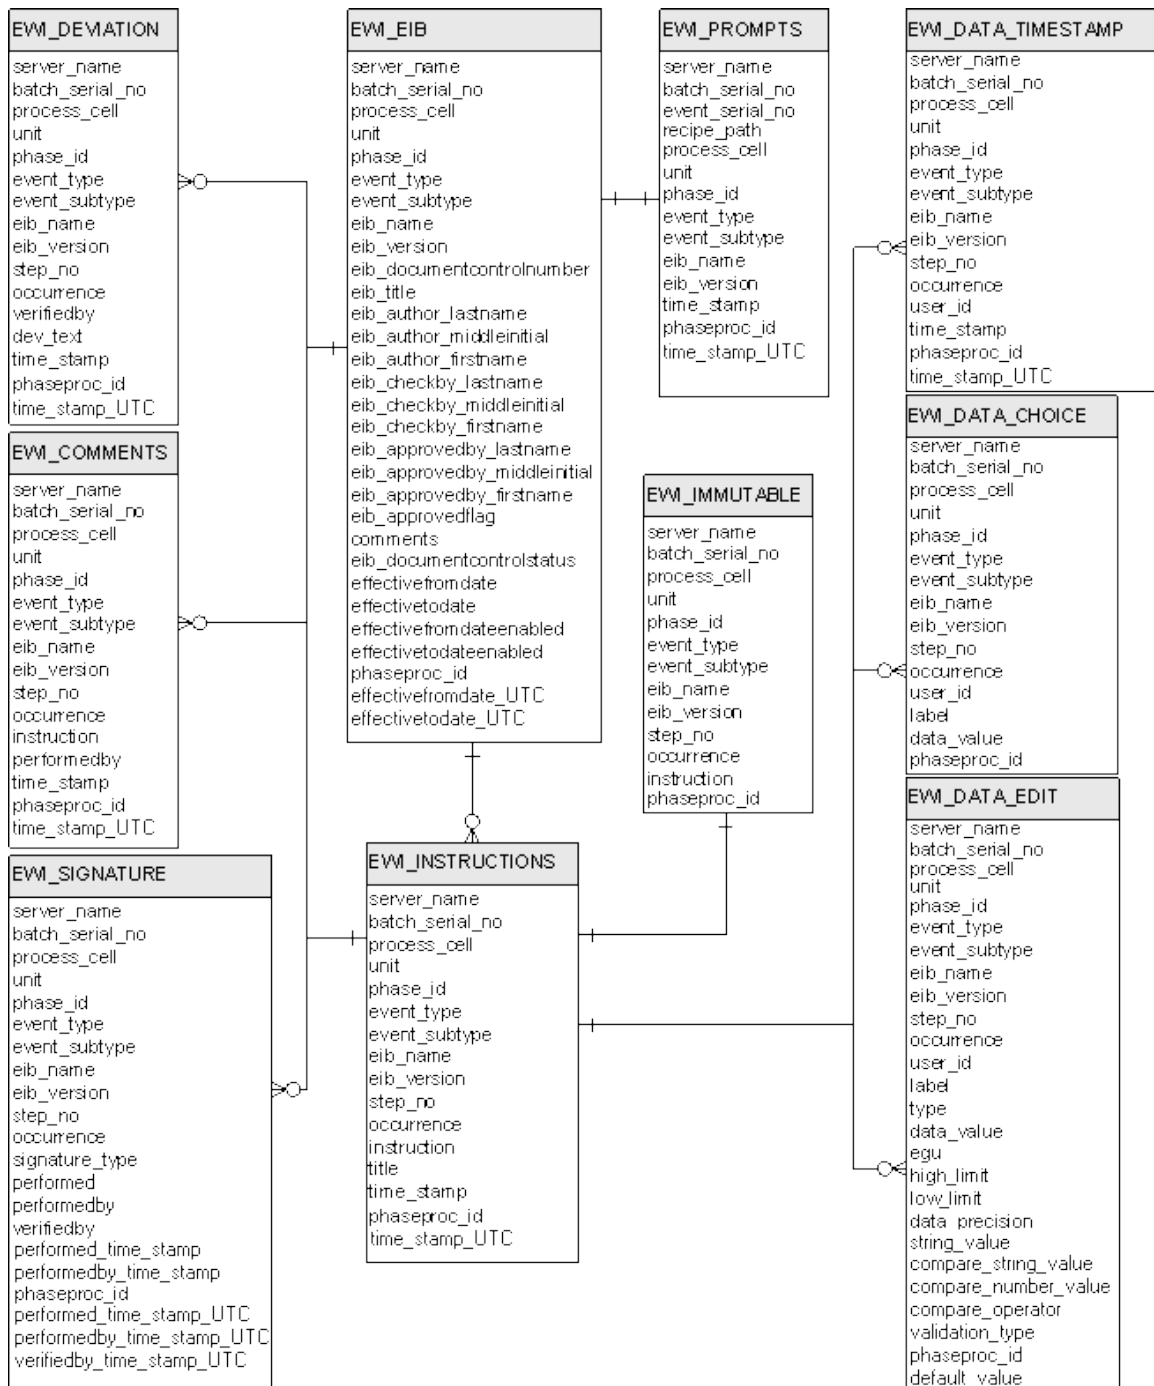 EWI_DEVIATION
server_name
batch_serial_no
process_cell
unit
phase_id
event_type
event_subtype
eib_name
eib_version
step_no
occurrence
verifiedby
dev_text
time_stamp
phaseproc_id
time_stamp_UTC
EWI_COMMENTS
server_name
batch_serial_no
process_cell
unit
phase_id
event_type
event_subtype
eib_name
eib_version
step_no
occurrence
instruction
performedby
time_stamp
phaseproc_id
time_stamp_UTC
EWI_SIGNATURE
server_name
batch_serial_no
process_cell
unit
phase_id
event_type
event_subtype
eib_name
eib_version
step_no
occurrence
signature_type
performed
performedby
verifiedby
performed_time_stamp
performedby_time_stamp
phaseproc_id
performed_time_stamp_UTC
performedby_time_stamp_UTC
verifiedby_time_stamp_UTC
EWI_EIB
server_name
batch_serial_no
process_cell
unit
phase_id
event_type
event_subtype
eib_name
eib_version
eib_documentcontrolnumber
eib_title
eib_author_lastname
eib_author_middleinitial
eib_author_firstname
eib_checkby_lastname
eib_checkby_middleinitial
eib_checkby_firstname
eib_approvedby_lastname
eib_approvedby_middleinitial
eib_approvedby_firstname
eib_approvedflag
comments
eib_documentcontrolstatus
effectivefromdate
effectivetodate
effectivefromdateenabled
effectivetodateenabled
phaseproc_id
effectivefromdate_UTC
effectivetodate_UTC
EWI_INSTRUCTIONS
server_name
batch_serial_no
process_cell
unit
phase_id
event_type
event_subtype
eib_name
eib_version
step_no
occurrence
instruction
title
time_stamp
phaseproc_id
time_stamp_UTC
EWI_PROMPTS
server_name
batch_serial_no
event_serial_no
recipe_path
process_cell
unit
phase_id
event_type
event_subtype
eib_name
eib_version
time_stamp
phaseproc_id
time_stamp_UTC
EWI_IMMUTABLE
server_name
batch_serial_no
process_cell
unit
phase_id
event_type
event_subtype
eib_name
eib_version
step_no
occurrence
instruction
phaseproc_id
EWI_DATA_TIMESTAMP
server_name
batch_serial_no
process_cell
unit
phase_id
event_type
event_subtype
eib_name
eib_version
step_no
occurrence
user_id
time_stamp
phaseproc_id
time_stamp_UTC
EWI_DATA_CHOICE
server_name
batch_serial_no
process_cell
unit
phase_id
event_type
event_subtype
eib_name
eib_version
step_no
occurrence
user_id
label
data_value
phaseproc_id
EWI_DATA_EDIT
server_name
batch_serial_no
process_cell
unit
phase_id
event_type
event_subtype
eib_name
eib_version
step_no
occurrence
user_id
label
type
data_value
egu
high_limit
low_limit
data_precision
string_value
compare_string_value
compare_number_value
compare_operator
validation_type
phaseproc_id
default_value